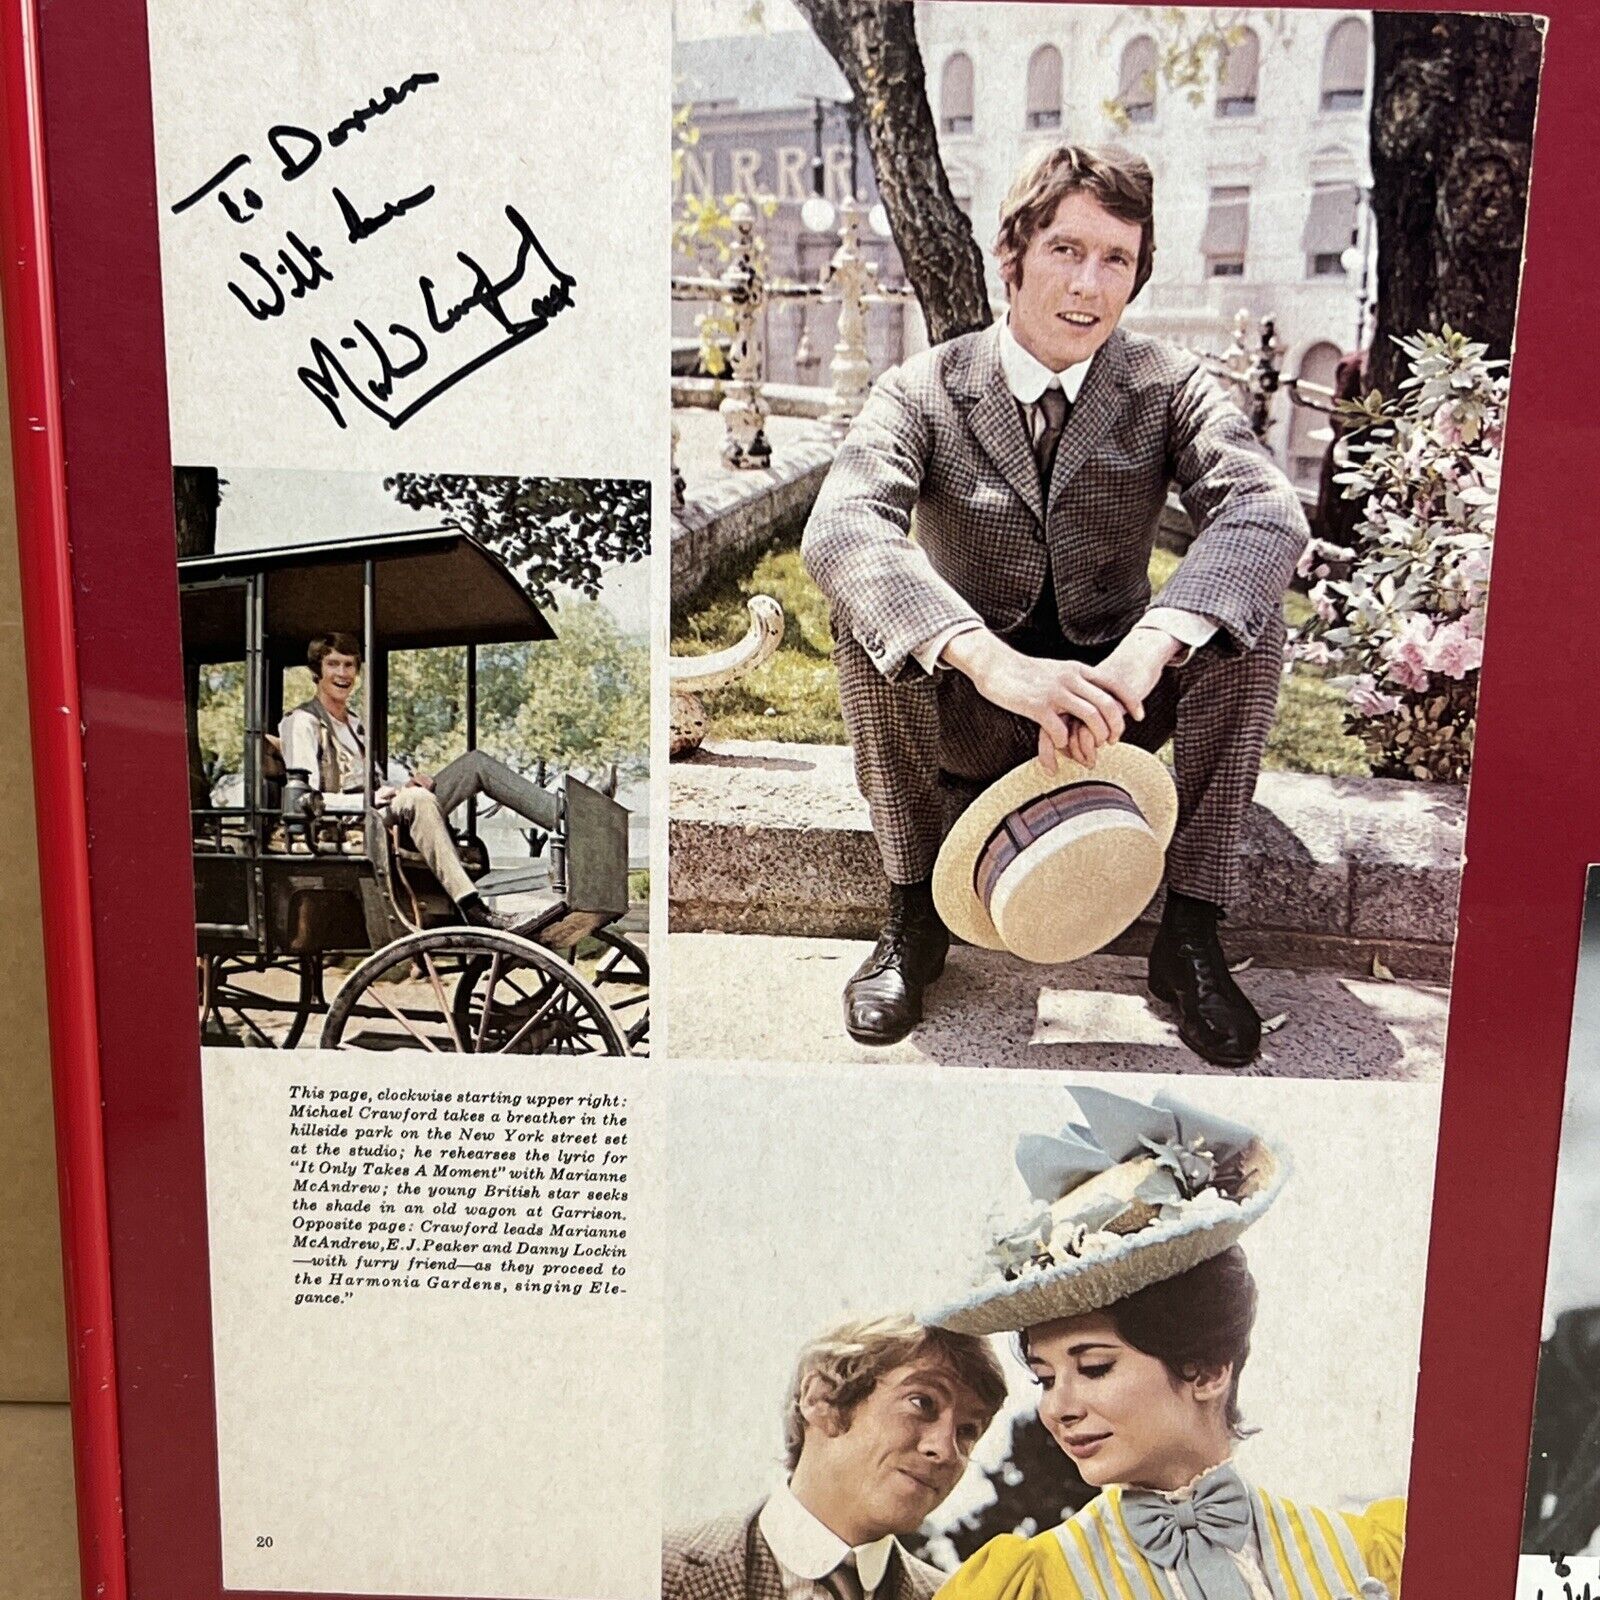 To Doreen
With love
Michael Crawford
N.R.R.R.
This page, clockwise starting upper right:
Michael Crawford takes a breather in the
hillside park on the New York street set
at the studio; he rehearses the lyric for
"It Only Takes A Moment" with Marianne
McAndrew; the young British star seeks
the shade in an old wagon at Garrison.
Opposite page: Crawford leads Marianne
McAndrew, E.J. Peaker and Danny Lockin
—with furry friend—as they proceed to
the Harmonia Gardens, singing Ele-
gance."
20